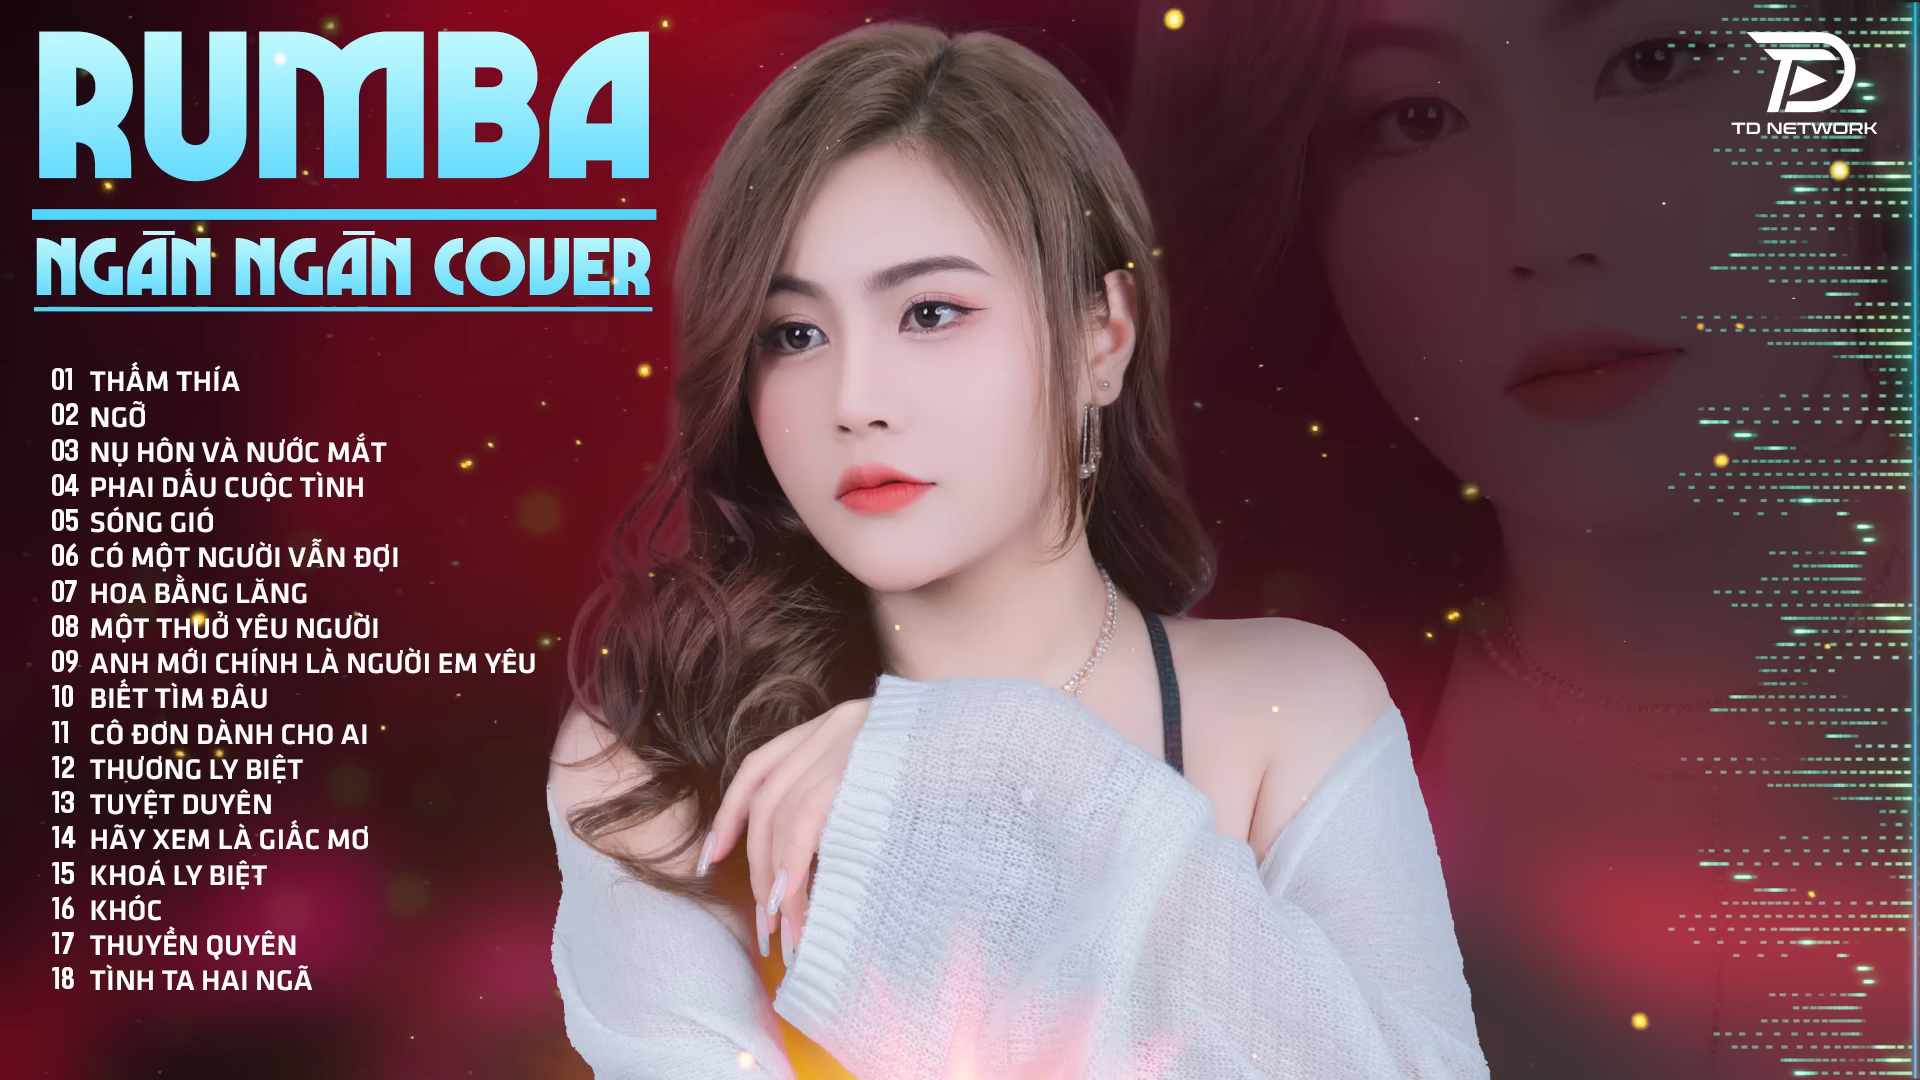 RUMBA
NGÂN NGÂN COVER
01 THẤM THÍA
02 NGỠ
03 NỤ HÔN VÀ NƯỚC MẮT
04 PHAI DẤU CUỘC TÌNH
05 SÓNG GIÓ
06 CÓ MỘT NGƯỜI VẪN ĐỢI
07 HOA BẰNG LĂNG
08 MỘT THUỞ YÊU NGƯỜI
09 ANH MỚI CHÍNH LÀ NGƯỜI EM YÊU
10 BIẾT TÌM ĐÂU
11 CÔ ĐƠN DÀNH CHO AI
12 THƯƠNG LY BIỆT
13 TUYỆT DUYÊN
14 HÃY XEM LÀ GIẤC MƠ
15 KHOÁ LY BIỆT
16 KHÓC
17 THUYỀN QUYÊN
18 TÌNH TA HAI NGÃ
TD NETWORK